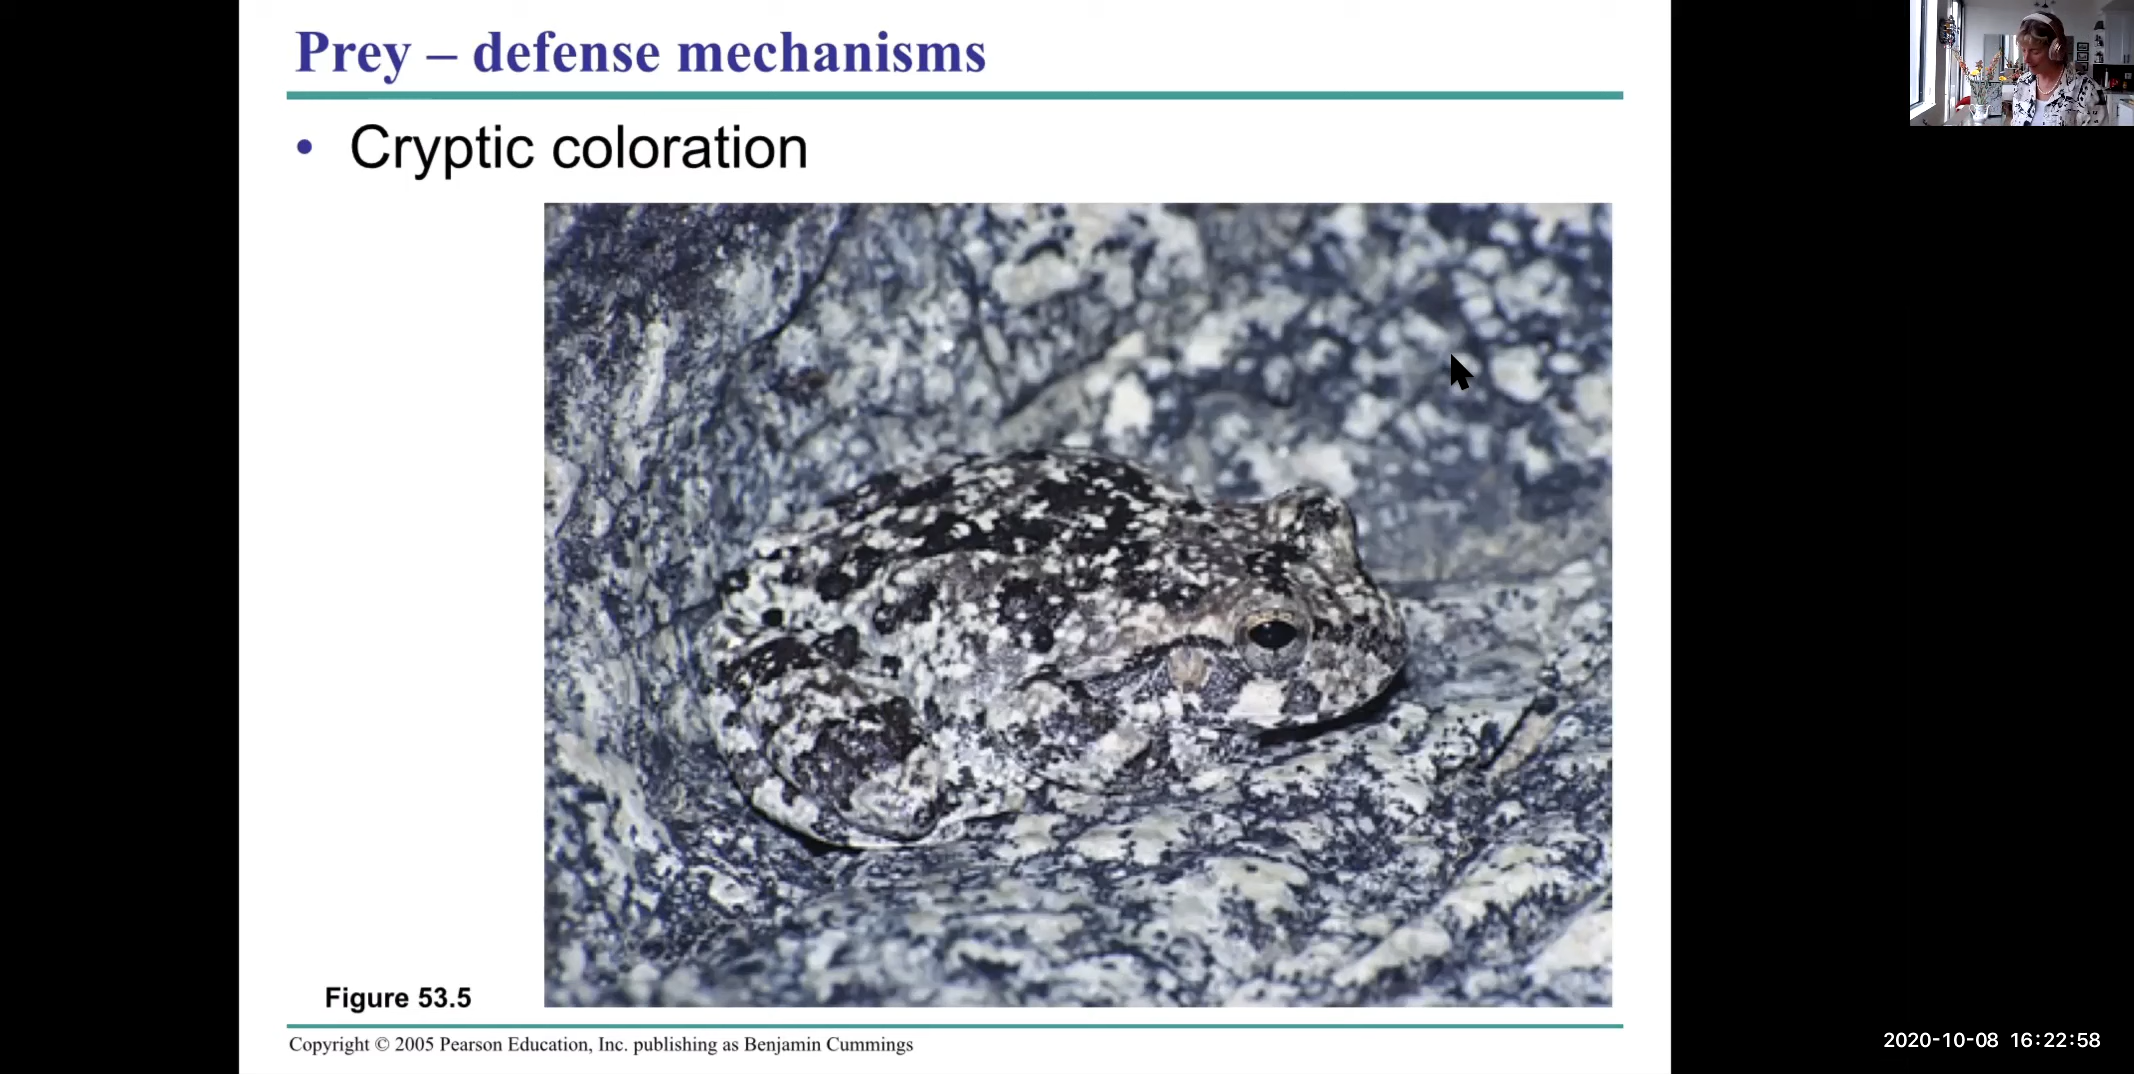 Prey – defense mechanisms
• Cryptic coloration
Figure 53.5
Copyright © 2005 Pearson Education, Inc. publishing as Benjamin Cummings
2020-10-08 16:22:58